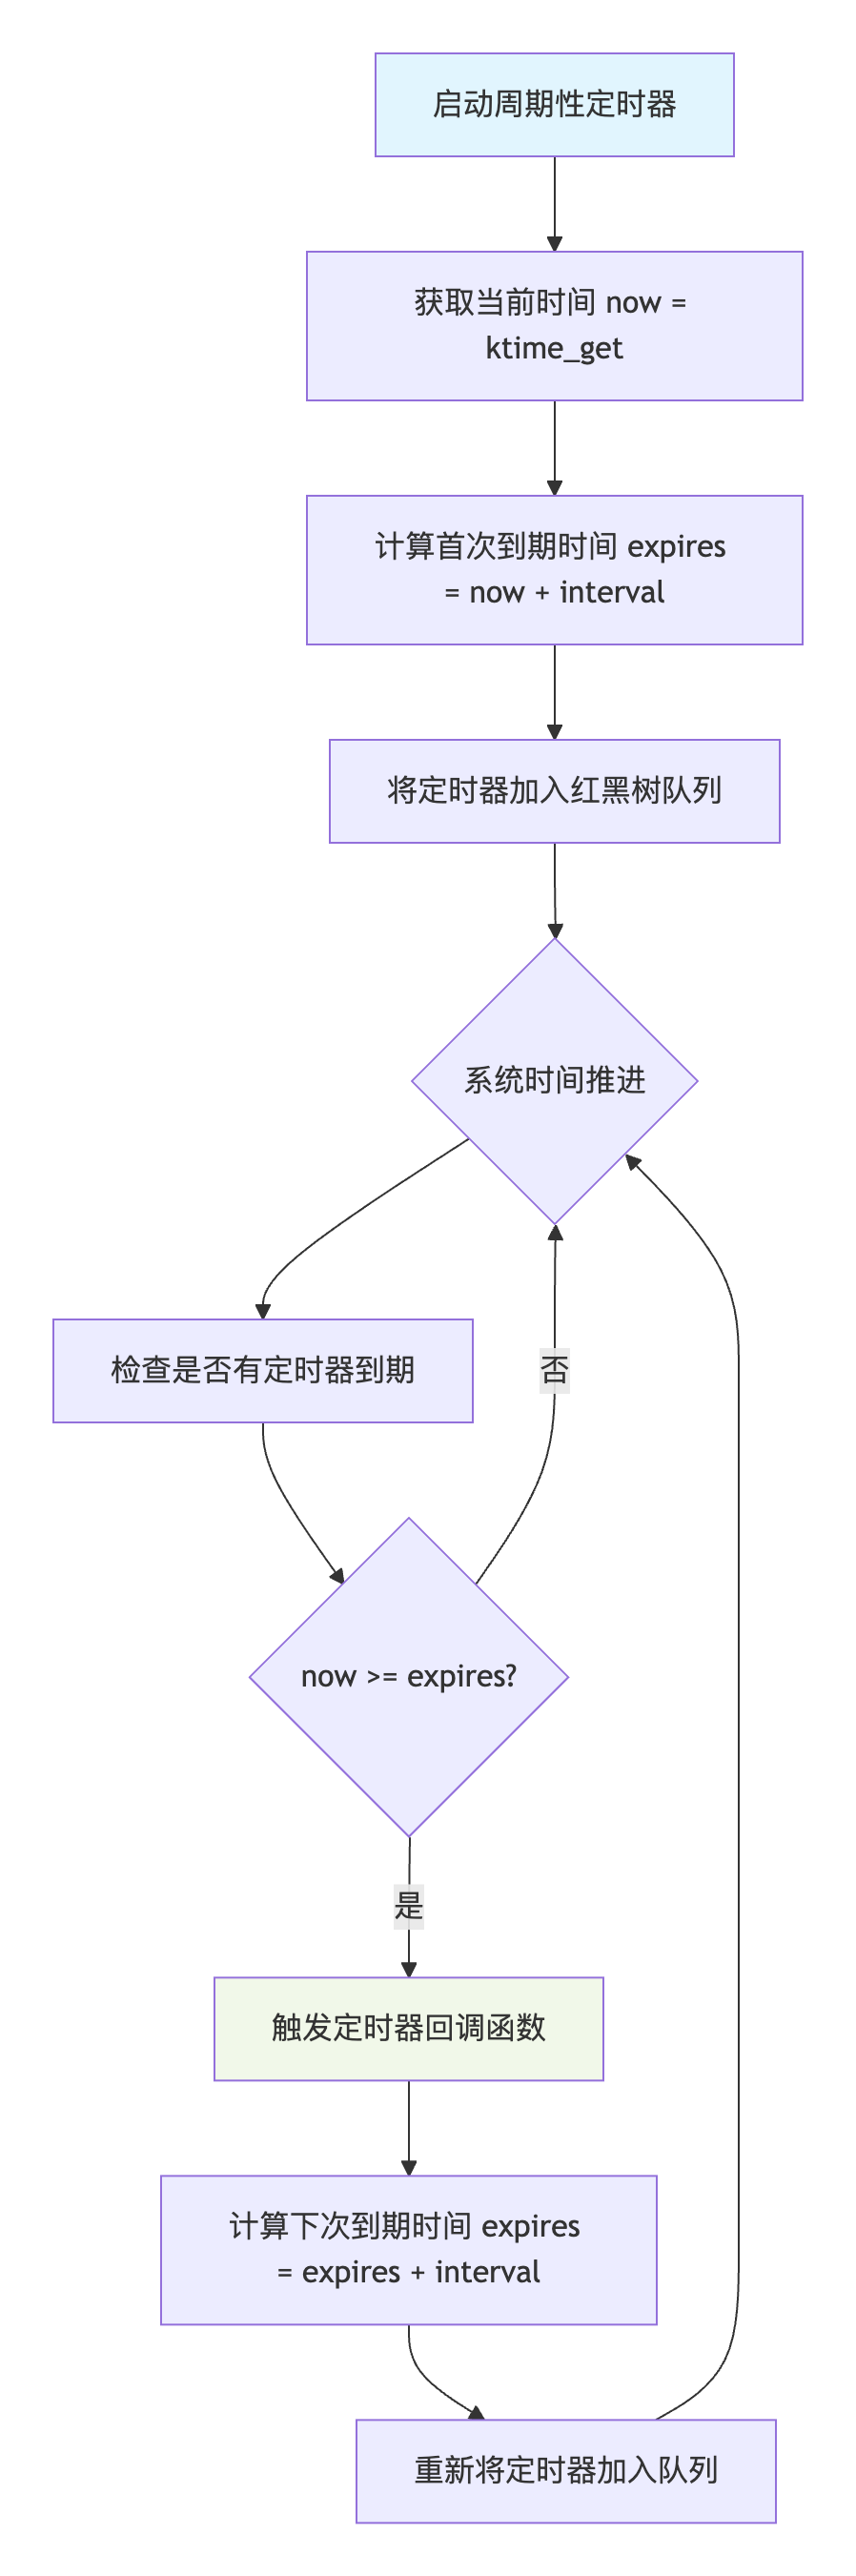 启动周期性定时器
获取当前时间 now =
ktime_get
计算首次到期时间 expires
= now + interval
将定时器加入红黑树队列
系统时间推进
检查是否有定时器到期
否
now >= expires?
是
触发定时器回调函数
计算下次到期时间 expires
= expires + interval
重新将定时器加入队列